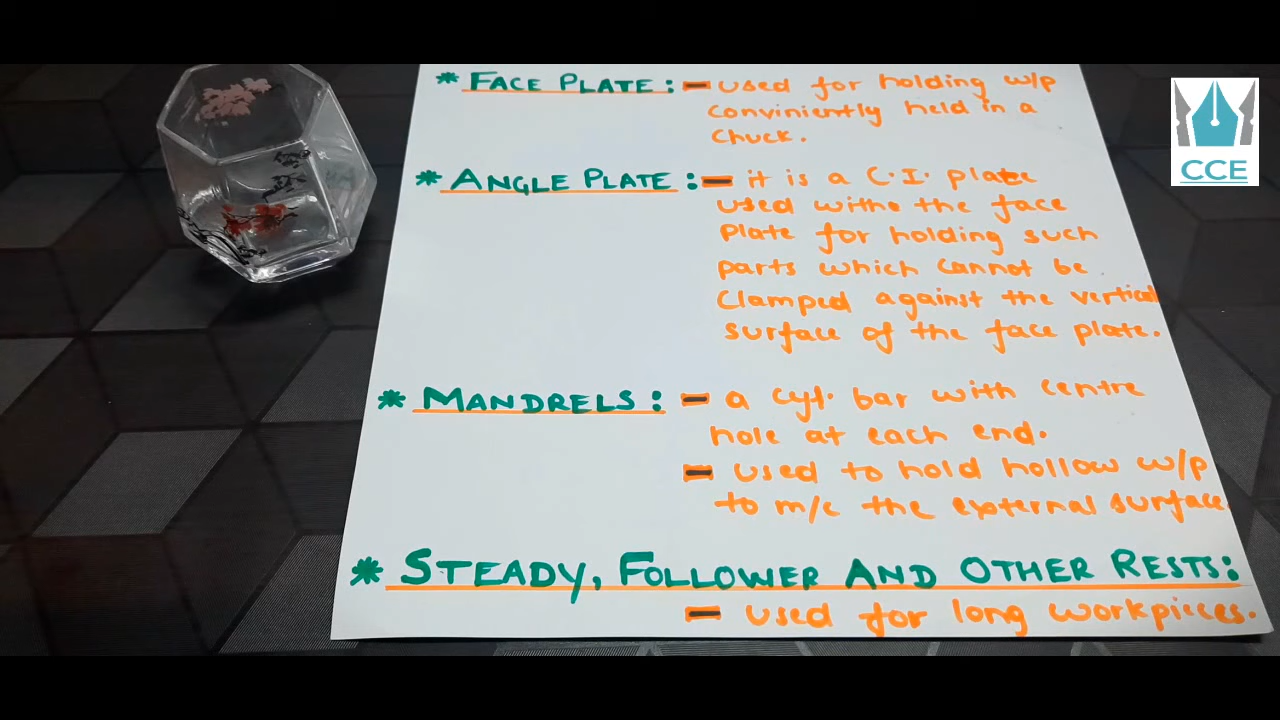 * FACE PLATE: - used for holding w/p
conviniently held in a
chuck.
* ANGLE PLATE: - it is a C.I. plate
used witho the face
plate for holding such
parts which cannot be
clamped against the vertical
surface of the face plate.
* MANDRELS: - a cyl. bar with centre
hole at each end.
- used to hold hollow w/p
to m/c the external surface.
* STEADY, FOLLOWER AND OTHER RESTS:
- used for long workpieces.
CCE